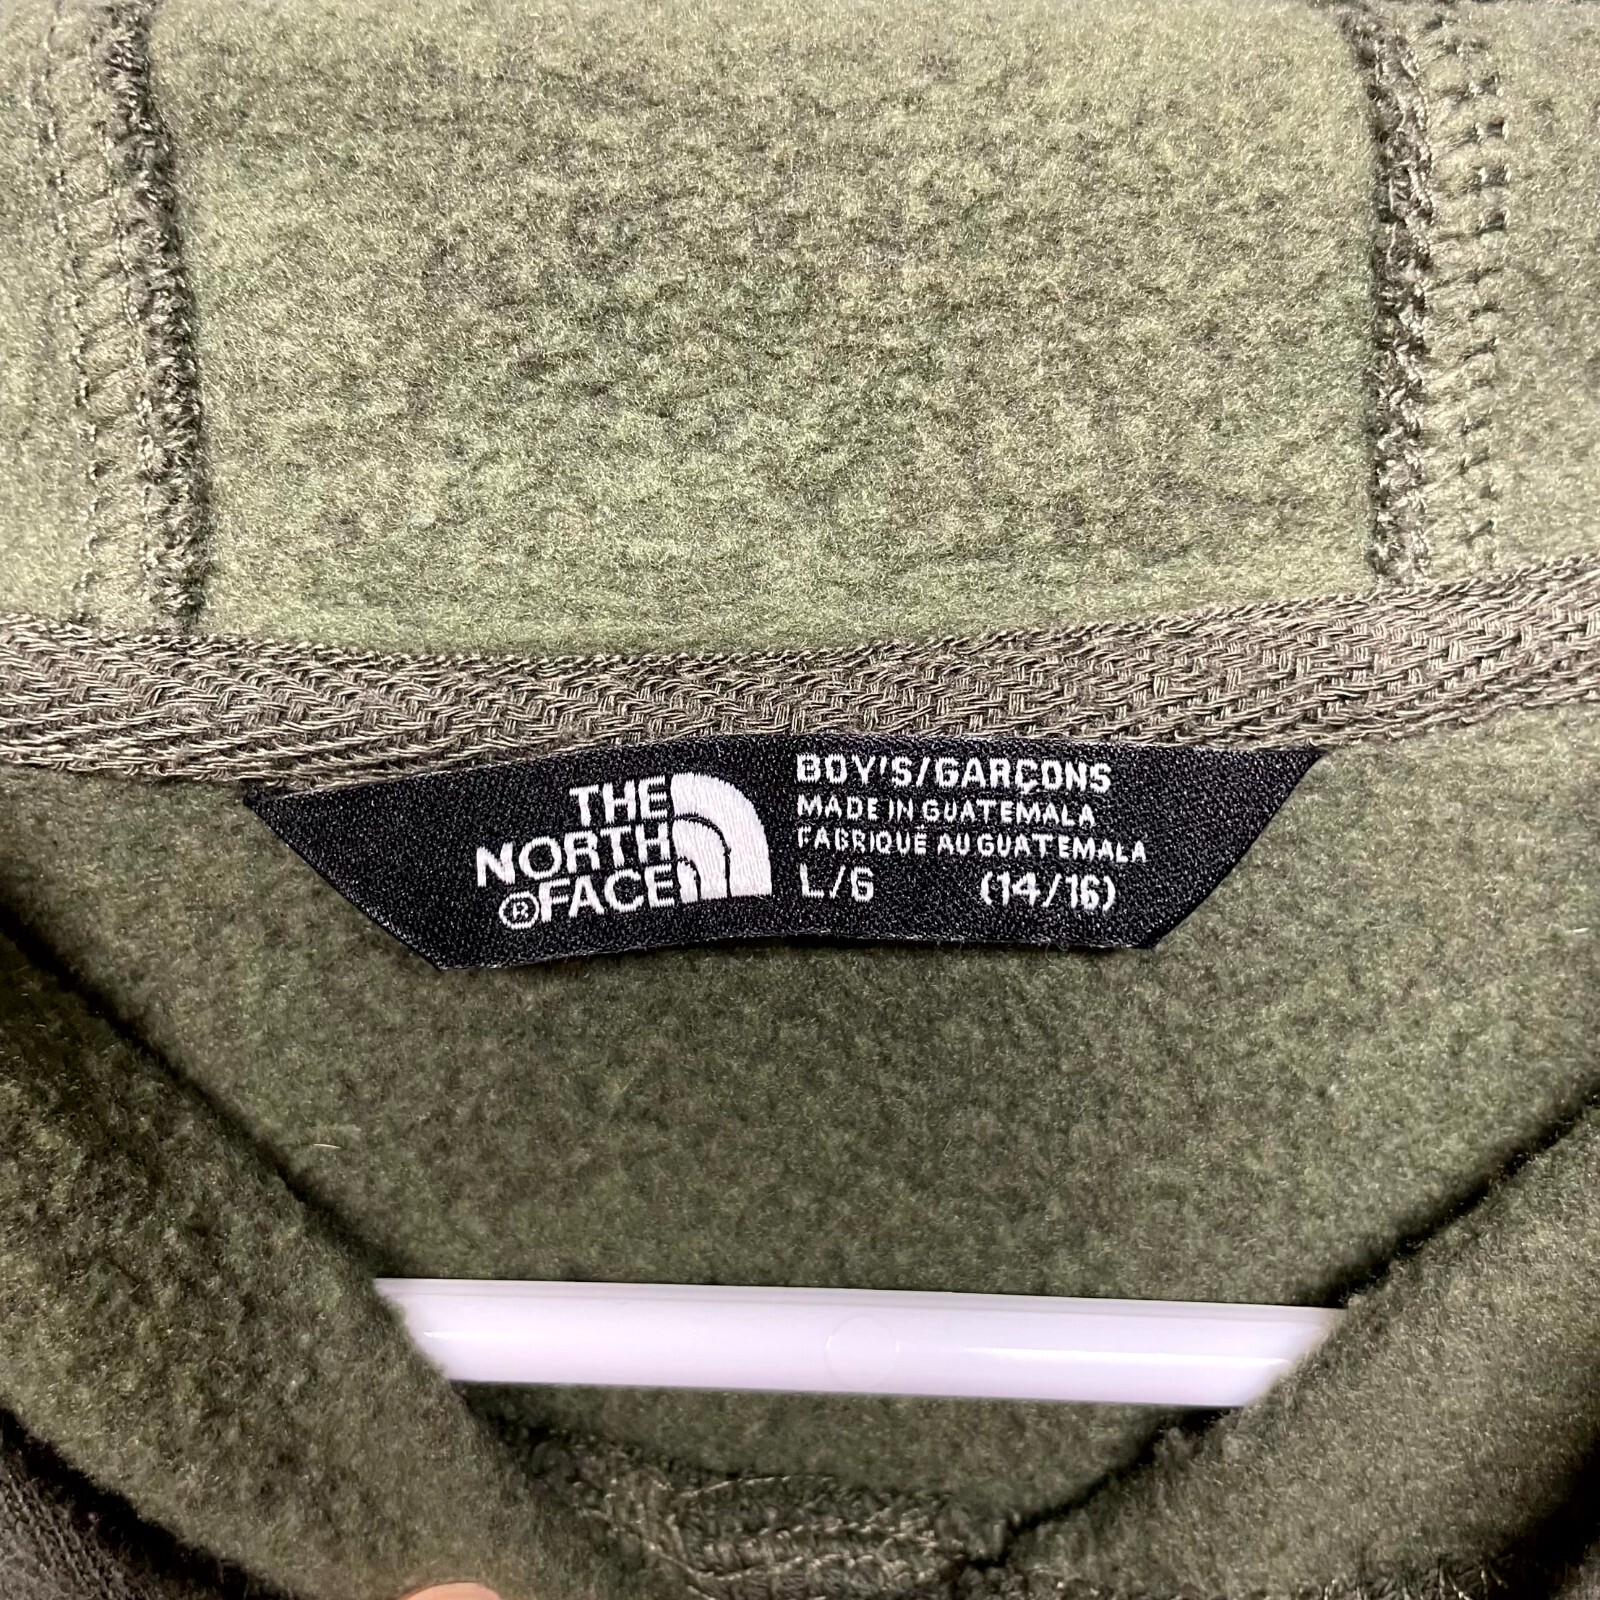 THE
NORTH
®FACE
BOY'S/GARÇONS
MADE IN GUATEMALA
FABRIQUÉ AU GUATEMALA
L/G (14/16)